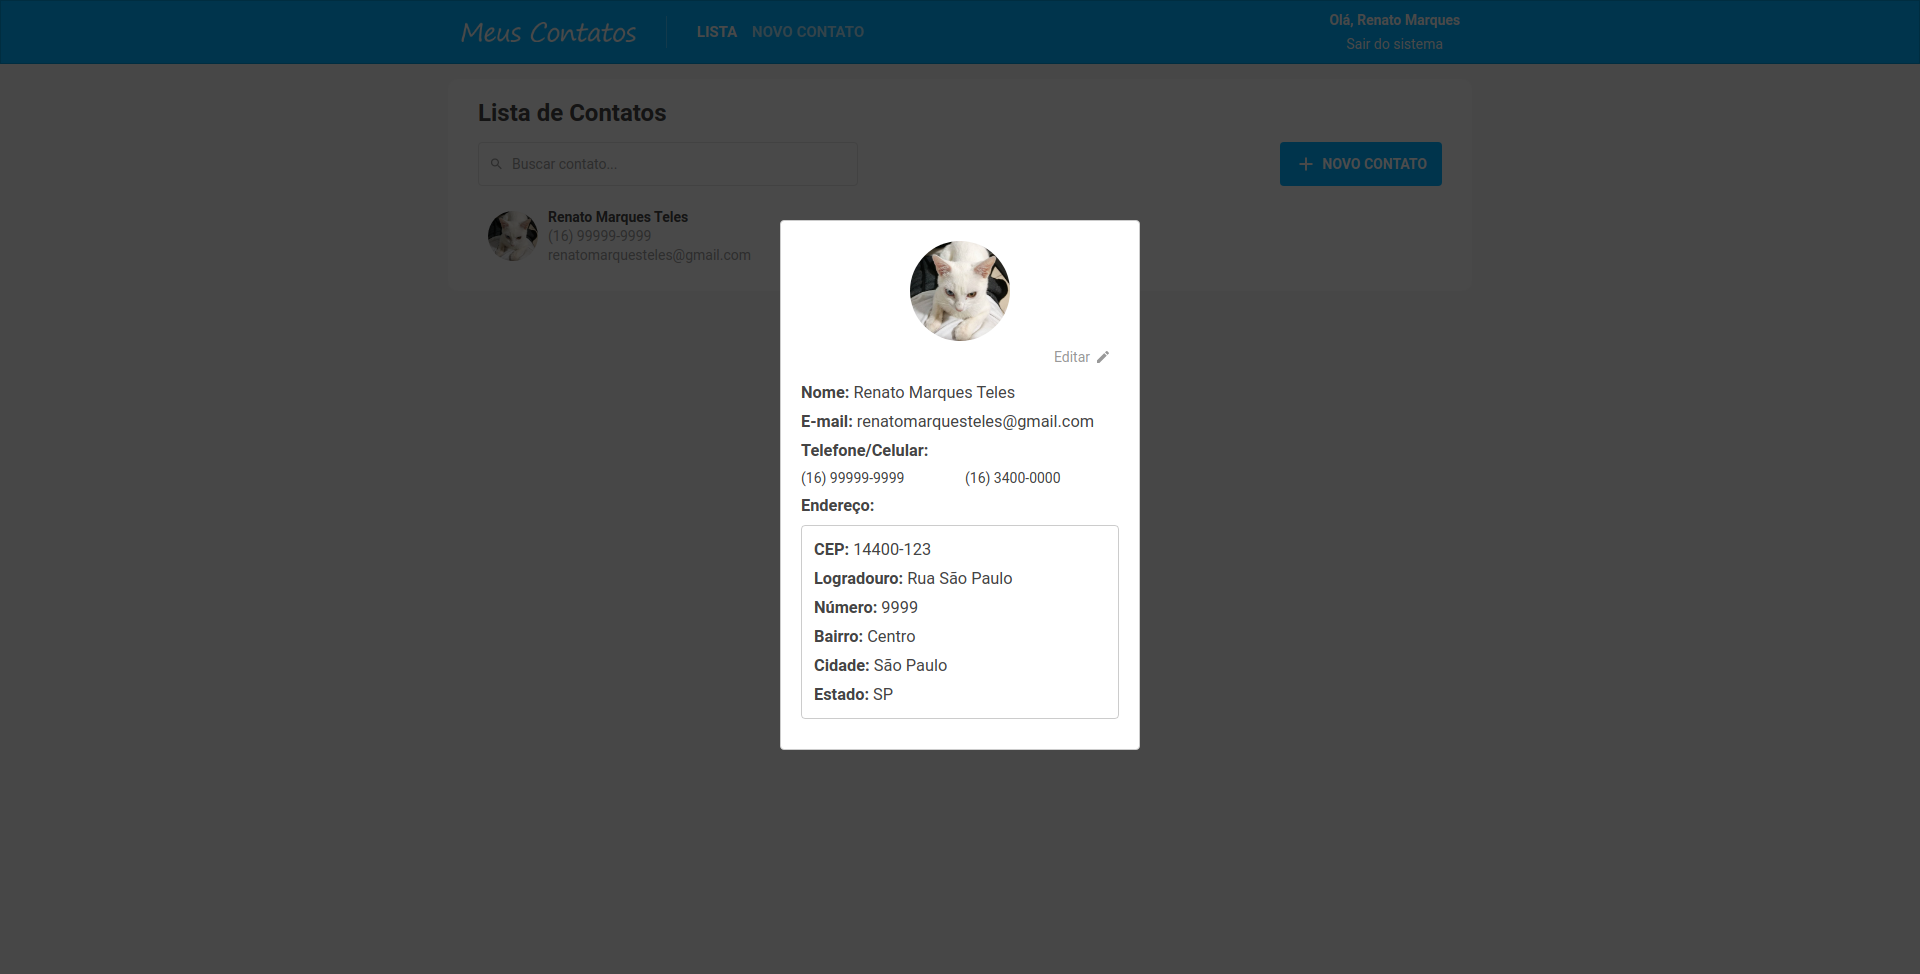 Meus Contatos
LISTA
NOVO CONTATO
Olá, Renato Marques
Sair do sistema
Lista de Contatos
Buscar contato...
NOVO CONTATO
Renato Marques Teles
(16) 99999-9999
renatomarquesteles@gmail.com
Editar
Nome: Renato Marques Teles
E-mail: renatomarquesteles@gmail.com
Telefone/Celular:
(16) 99999-9999 (16) 3400-0000
Endereço:
CEP: 14400-123
Logradouro: Rua São Paulo
Número: 9999
Bairro: Centro
Cidade: São Paulo
Estado: SP